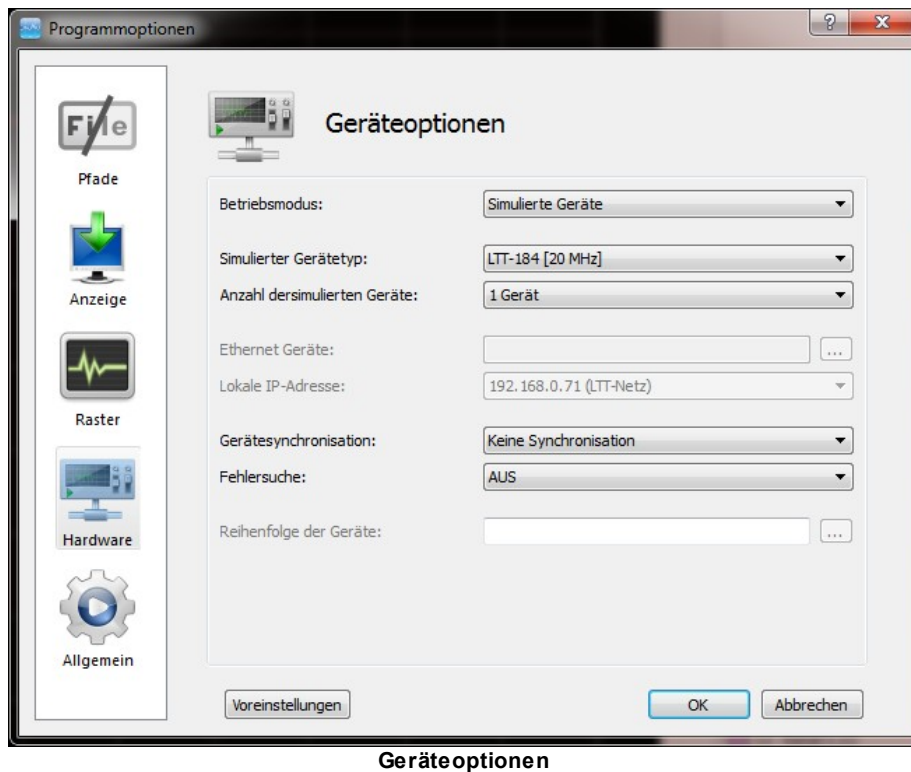 Programmoptionen
File
Pfade
Anzeige
Raster
Hardware
Allgemein
Geräteoptionen
Betriebsmodus: Simulierte Geräte
Simulierter Gerätetyp: LTT-184 [20 MHz]
Anzahl dersimulierten Geräte: 1 Gerät
Ethernet Geräte: ...
Lokale IP-Adresse: 192.168.0.71 (LTT-Netz)
Gerätesynchronisation: Keine Synchronisation
Fehlersuche: AUS
Reihenfolge der Geräte: ...
Voreinstellungen OK Abbrechen
Geräteoptionen